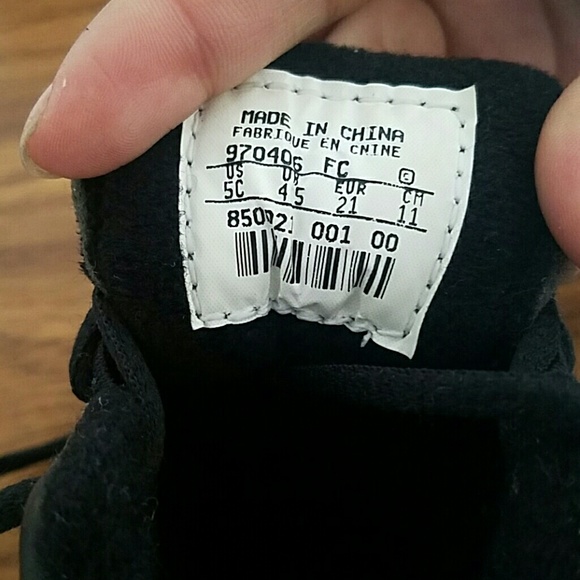 MADE IN CHINA
FABRIQUE EN CHINE
970406 FC
US UK EUR CM
5C 4 5 21 11
001 00